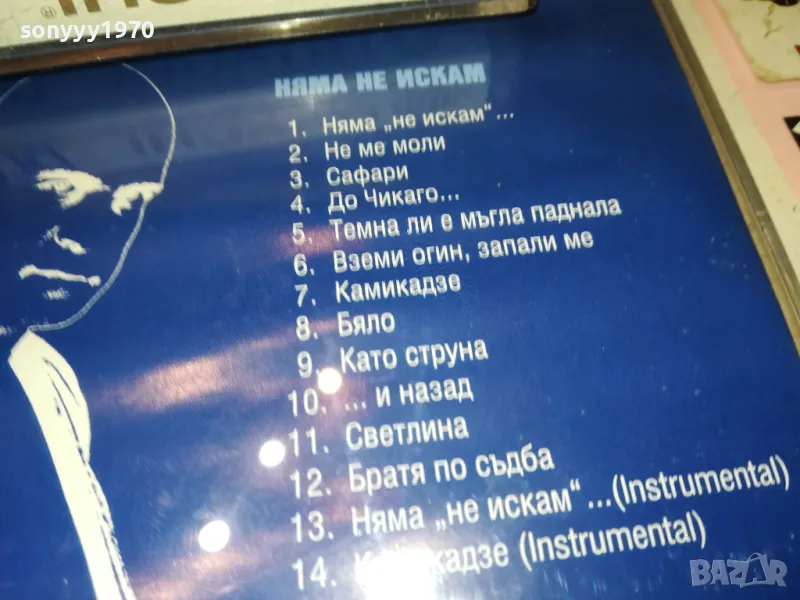 sonyyy1970
НЯМА НЕ ИСКАМ
1. Няма „не искам“...
2. Не ме моли
3. Сафари
4. До Чикаго...
5. Темна ли е мъгла паднала
6. Вземи огин, запали ме
7. Камикадзе
8. Бяло
9. Като струна
10. ... и назад
11. Светлина
12. Братя по съдба
13. Няма „не искам“ ...(Instrumental)
14. Камикадзе (Instrumental)
BAZAR